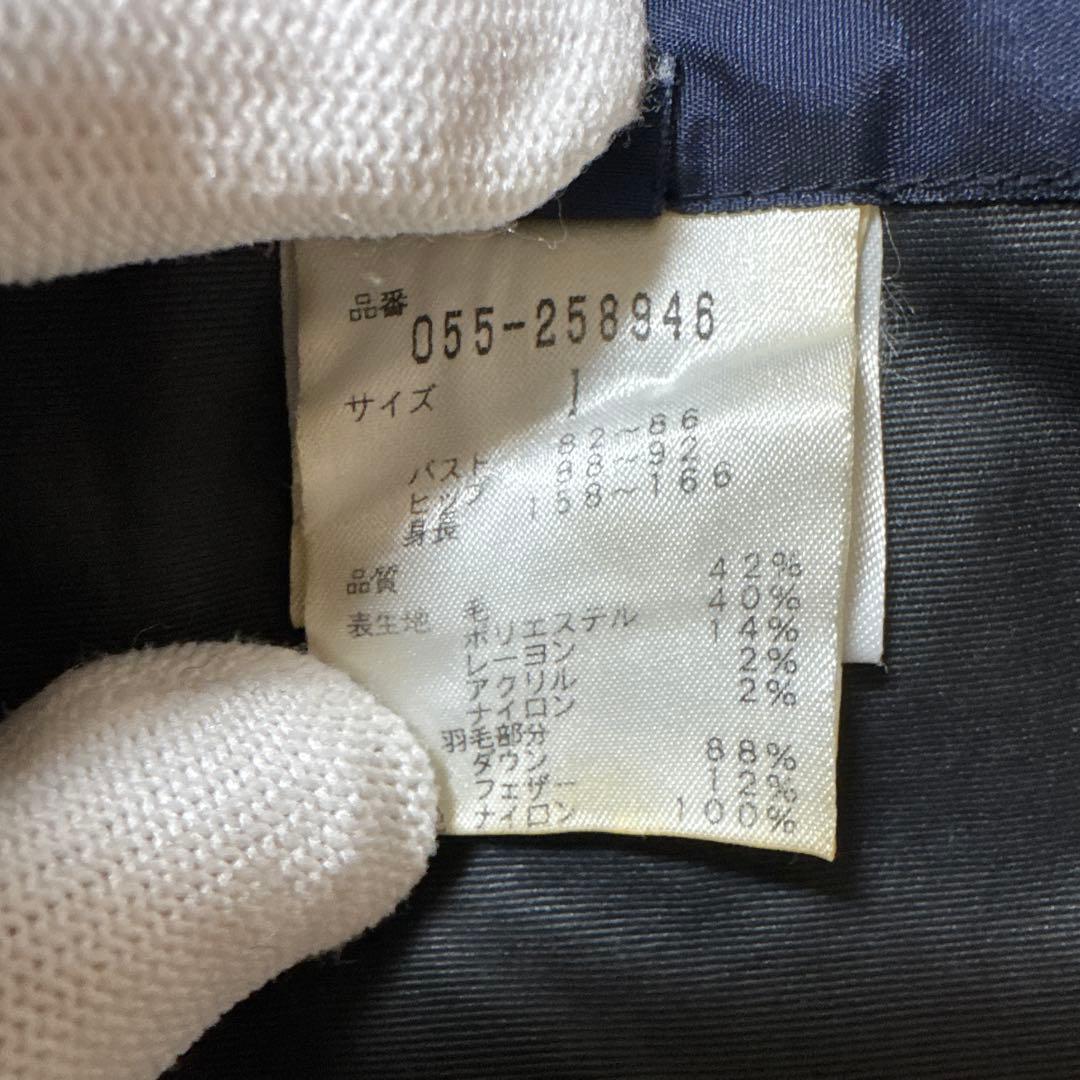 品番 055-258946
サイズ 1
バスト 82~86
ヒップ 88~92
身長 158~166
品質
表生地 毛 42%
ポリエステル 40%
レーヨン 14%
アクリル 2%
ナイロン 2%
羽毛部分
ダウン 88%
フェザー 12%
ナイロン 100%